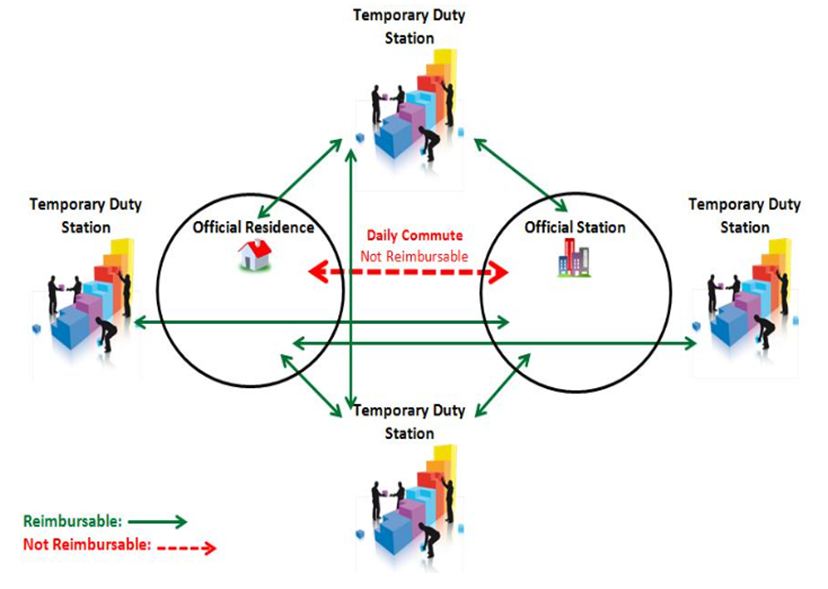 Temporary Duty
Station
Temporary Duty
Station
Official Residence
Daily Commute
Not Reimbursable
Official Station
Temporary Duty
Station
Temporary Duty
Station
Reimbursable:
Not Reimbursable: